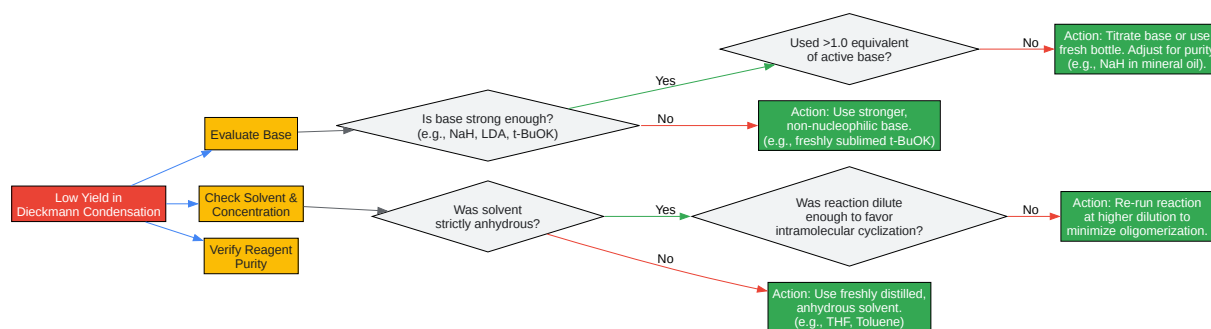 Low Yield in
Dieckmann Condensation
Evaluate Base
Check Solvent &
Concentration
Verify Reagent
Purity
Is base strong enough?
(e.g., NaH, LDA, t-BuOK)
Yes
No
Used >1.0 equivalent
of active base?
No
Action: Titrate base or use
fresh bottle. Adjust for purity
(e.g., NaH in mineral oil).
Action: Use stronger,
non-nucleophilic base.
(e.g., freshly sublimed t-BuOK)
Was solvent
strictly anhydrous?
Yes
No
Was reaction dilute
enough to favor
intramolecular cyclization?
No
Action: Re-run reaction
at higher dilution to
minimize oligomerization.
Action: Use freshly distilled,
anhydrous solvent.
(e.g., THF, Toluene)